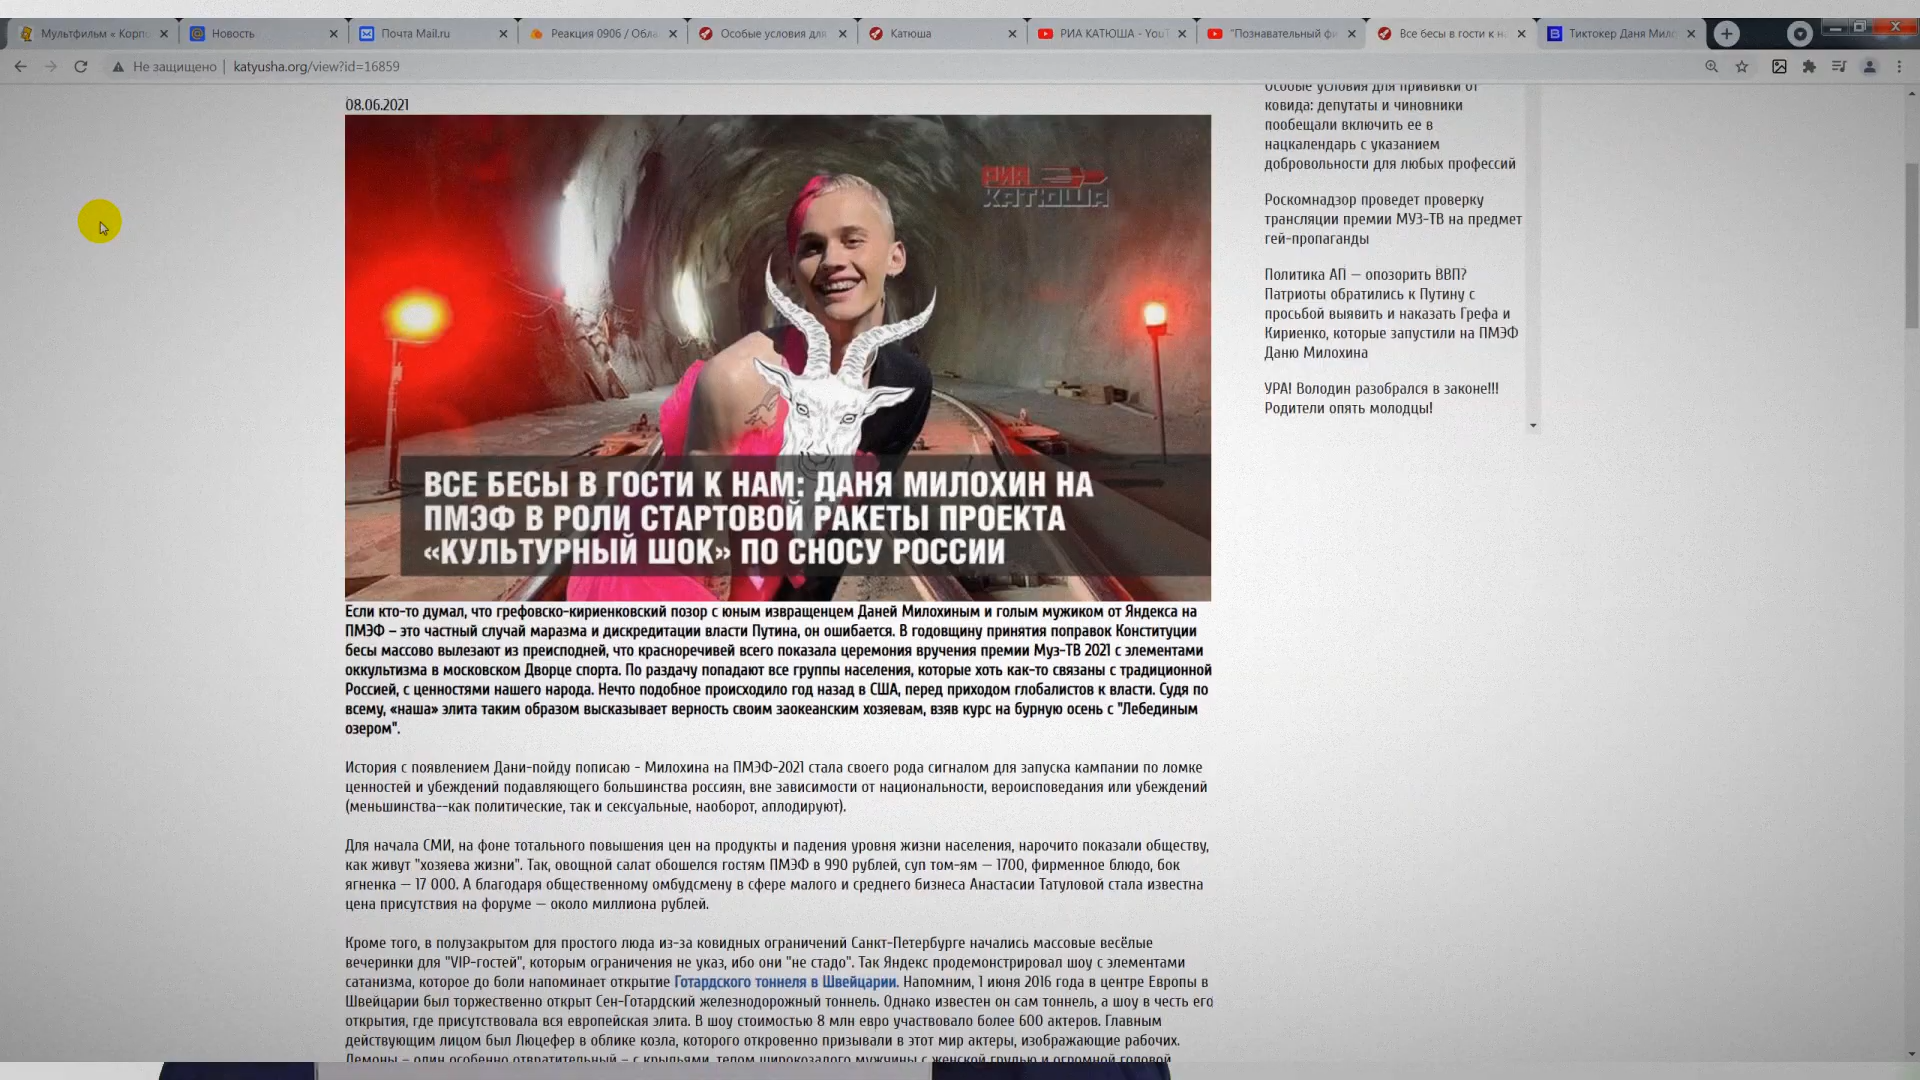 Мультфильм « Корпо
Новость
Почта Mail.ru
Реакция 0906 / Обла
Особые условия для
Катюша
РИА КАТЮША - YouT
"Познавательный фи
Все бесы в гости к н
Тиктокер Даня Мило
Не защищено | katyusha.org/view?id=16859
08.06.2021
РИА
КАТЮША
ВСЕ БЕСЫ В ГОСТИ К НАМ: ДАНЯ МИЛОХИН НА
ПМЭФ В РОЛИ СТАРТОВОЙ РАКЕТЫ ПРОЕКТА
«КУЛЬТУРНЫЙ ШОК» ПО СНОСУ РОССИИ
Если кто-то думал, что грефовско-кириенковский позор с юным извращенцем Даней Милохиным и голым мужиком от Яндекса на
ПМЭФ – это частный случай маразма и дискредитации власти Путина, он ошибается. В годовщину принятия поправок Конституции
бесы массово вылезают из преисподней, что красноречивей всего показала церемония вручения премии Муз-ТВ 2021 с элементами
оккультизма в московском Дворце спорта. По раздачу попадают все группы населения, которые хоть как-то связаны с традиционной
Россией, с ценностями нашего народа. Нечто подобное происходило год назад в США, перед приходом глобалистов к власти. Судя по
всему, «наша» элита таким образом высказывает верность своим заокеанским хозяевам, взяв курс на бурную осень с "Лебединым
озером".
История с появлением Дани-пойду пописаю - Милохина на ПМЭФ-2021 стала своего рода сигналом для запуска кампании по ломке
ценностей и убеждений подавляющего большинства россиян, вне зависимости от национальности, вероисповедания или убеждений
(меньшинства--как политические, так и сексуальные, наоборот, аплодируют).
Для начала СМИ, на фоне тотального повышения цен на продукты и падения уровня жизни населения, нарочито показали обществу,
как живут "хозяева жизни". Так, овощной салат обошелся гостям ПМЭФ в 990 рублей, суп том-ям — 1700, фирменное блюдо, бок
ягненка — 17 000. А благодаря общественному омбудсмену в сфере малого и среднего бизнеса Анастасии Татуловой стала известна
цена присутствия на форуме — около миллиона рублей.
Кроме того, в полузакрытом для простого люда из-за ковидных ограничений Санкт-Петербурге начались массовые весёлые
вечеринки для "VIP-гостей", которым ограничения не указ, ибо они "не стадо". Так Яндекс продемонстрировал шоу с элементами
сатанизма, которое до боли напоминает открытие Готардского тоннеля в Швейцарии. Напомним, 1 июня 2016 года в центре Европы в
Швейцарии был торжественно открыт Сен-Готардский железнодорожный тоннель. Однако известен он сам тоннель, а шоу в честь его
открытия, где присутствовала вся европейская элита. В шоу стоимостью 8 млн евро участвовало более 600 актеров. Главным
действующим лицом был Люцефер в облике козла, которого откровенно призывали в этот мир актеры, изображающие рабочих.
Демоны – один особенно отвратительный – с крыльями, телом широкозадого мужчины с женской грудью и огромной головой
Особые условия для прививки от
ковида: депутаты и чиновники
пообещали включить ее в
нацкалендарь с указанием
добровольности для любых профессий
Роскомнадзор проведет проверку
трансляции премии МУЗ-ТВ на предмет
гей-пропаганды
Политика АП — опозорить ВВП?
Патриоты обратились к Путину с
просьбой выявить и наказать Грефа и
Кириенко, которые запустили на ПМЭФ
Даню Милохина
УРА! Володин разобрался в законе!!!
Родители опять молодцы!